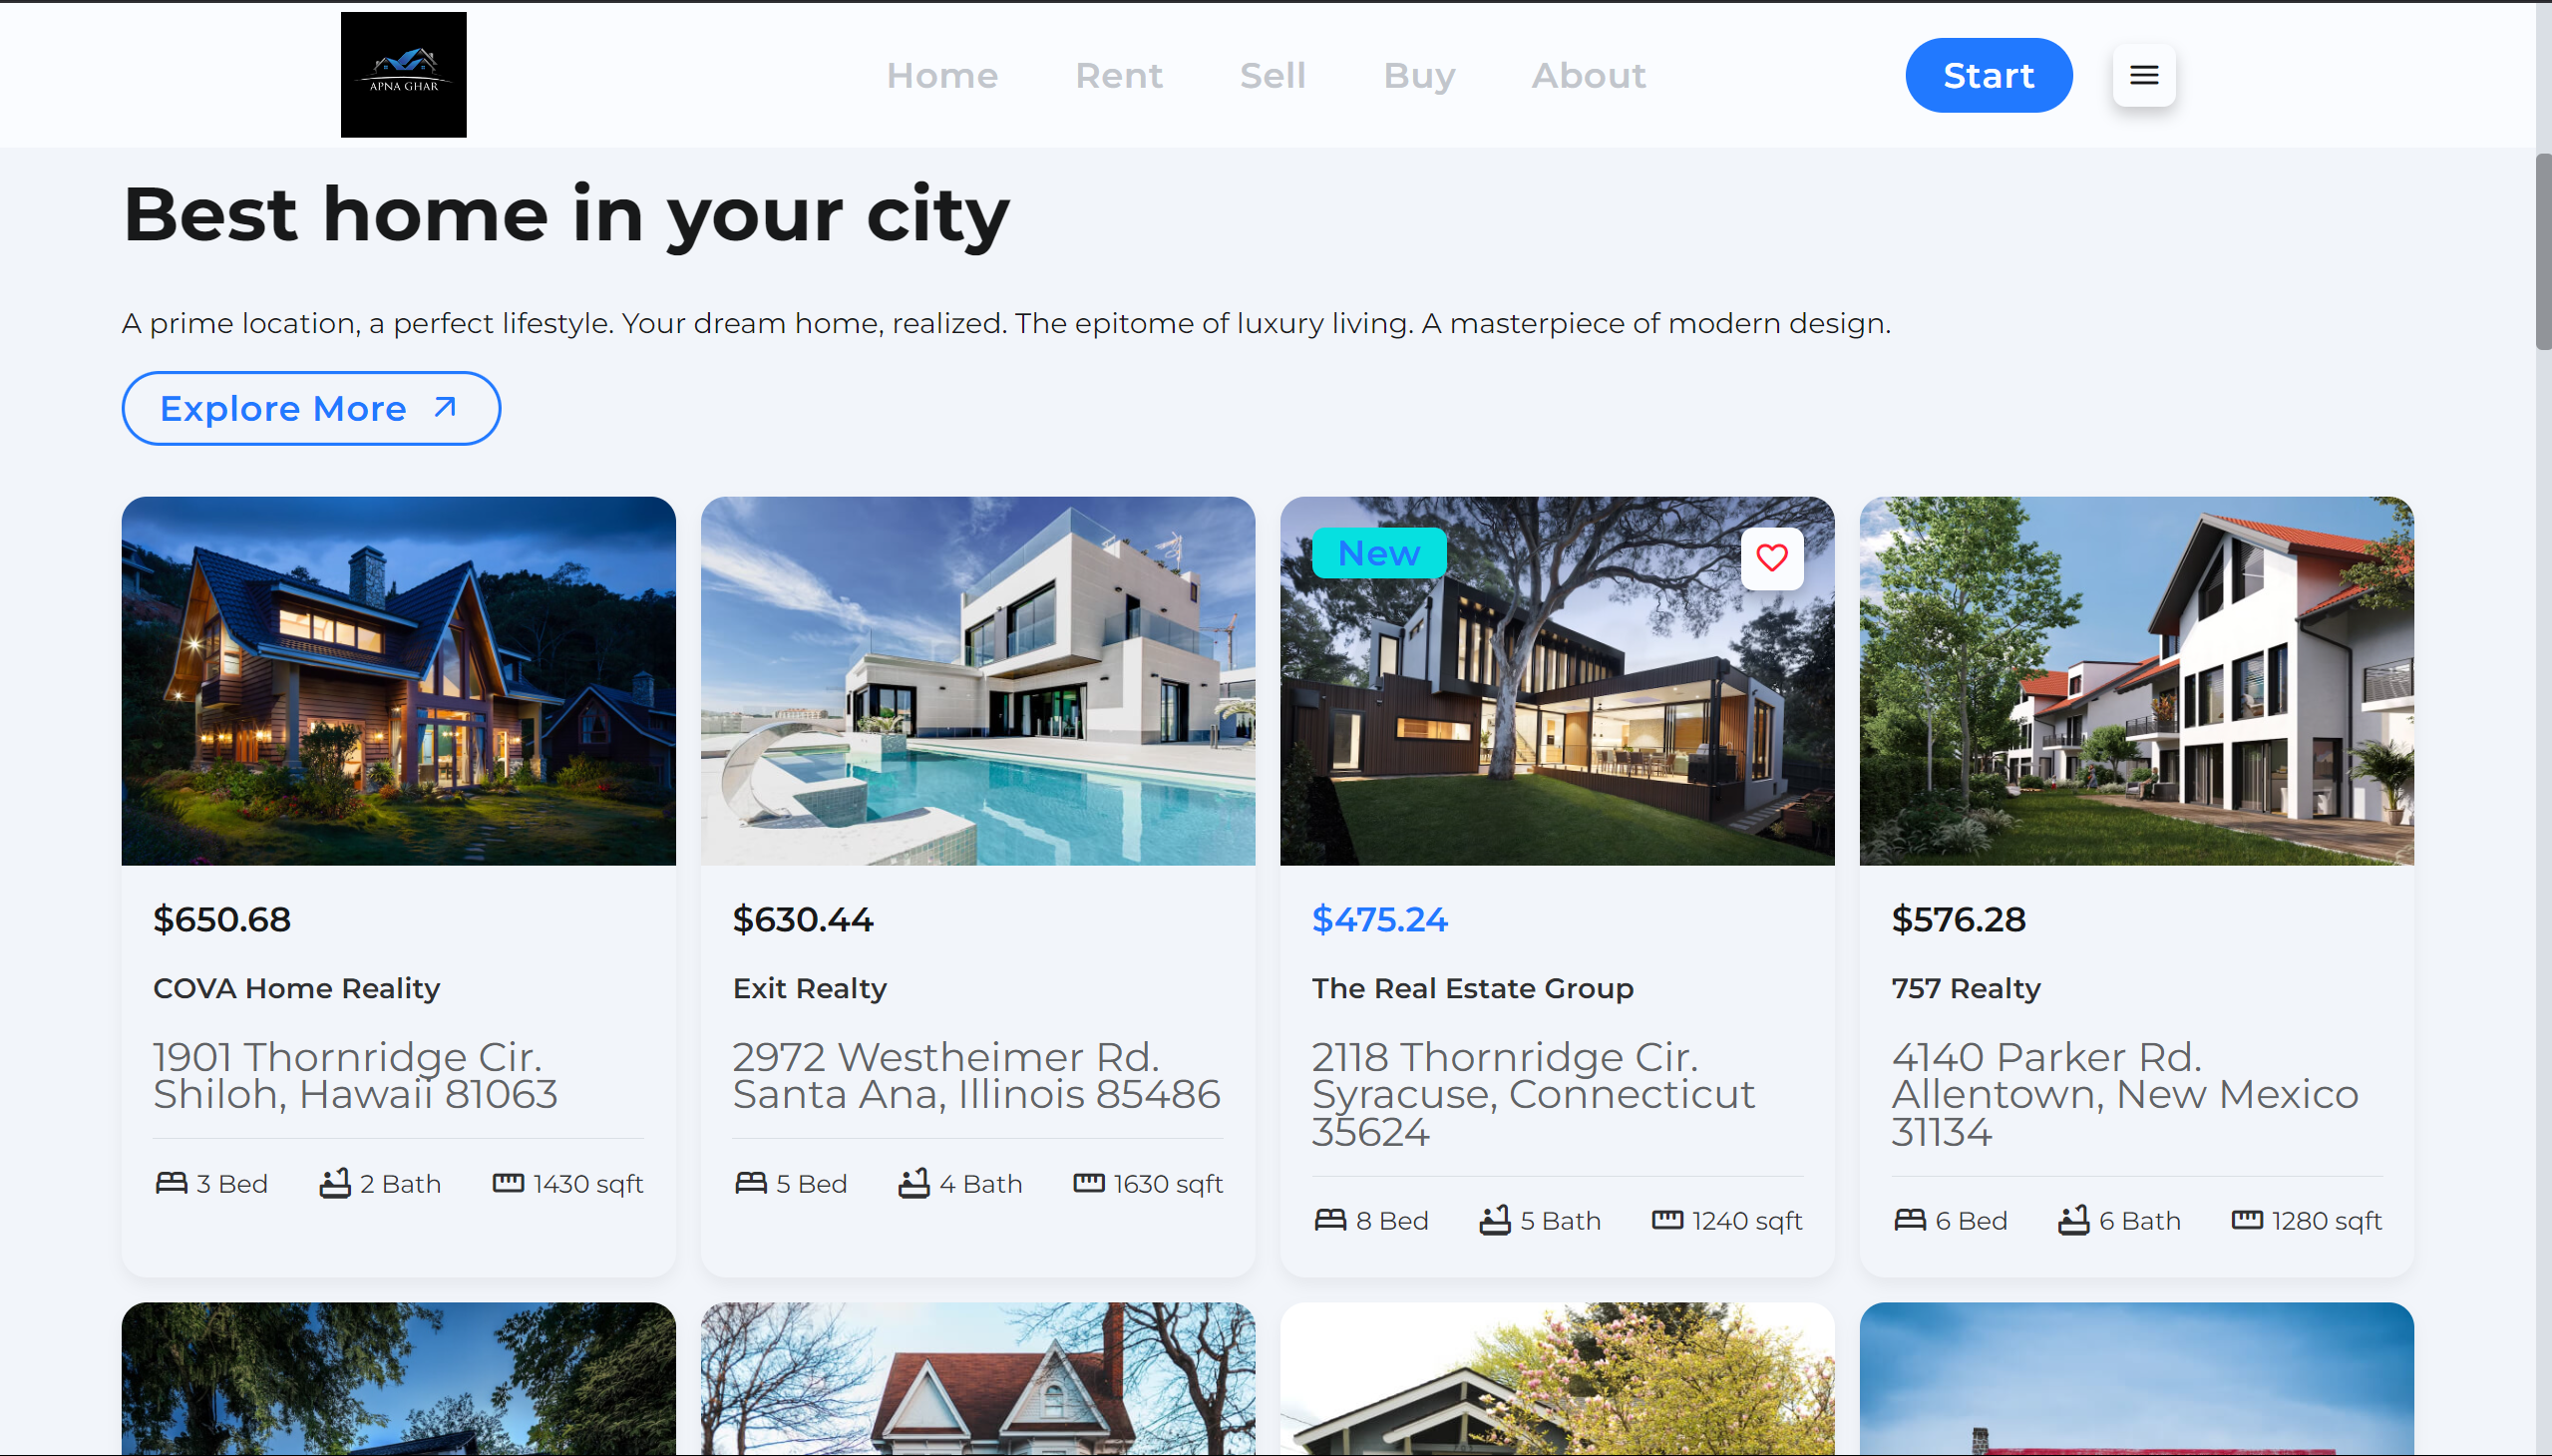 APNA GHAR
Home Rent Sell Buy About Start
Best home in your city
A prime location, a perfect lifestyle. Your dream home, realized. The epitome of luxury living. A masterpiece of modern design.
Explore More
New
$650.68
COVA Home Reality
1901 Thornridge Cir.
Shiloh, Hawaii 81063
3 Bed 2 Bath 1430 sqft
$630.44
Exit Realty
2972 Westheimer Rd.
Santa Ana, Illinois 85486
5 Bed 4 Bath 1630 sqft
$475.24
The Real Estate Group
2118 Thornridge Cir.
Syracuse, Connecticut
35624
8 Bed 5 Bath 1240 sqft
$576.28
757 Realty
4140 Parker Rd.
Allentown, New Mexico
31134
6 Bed 6 Bath 1280 sqft